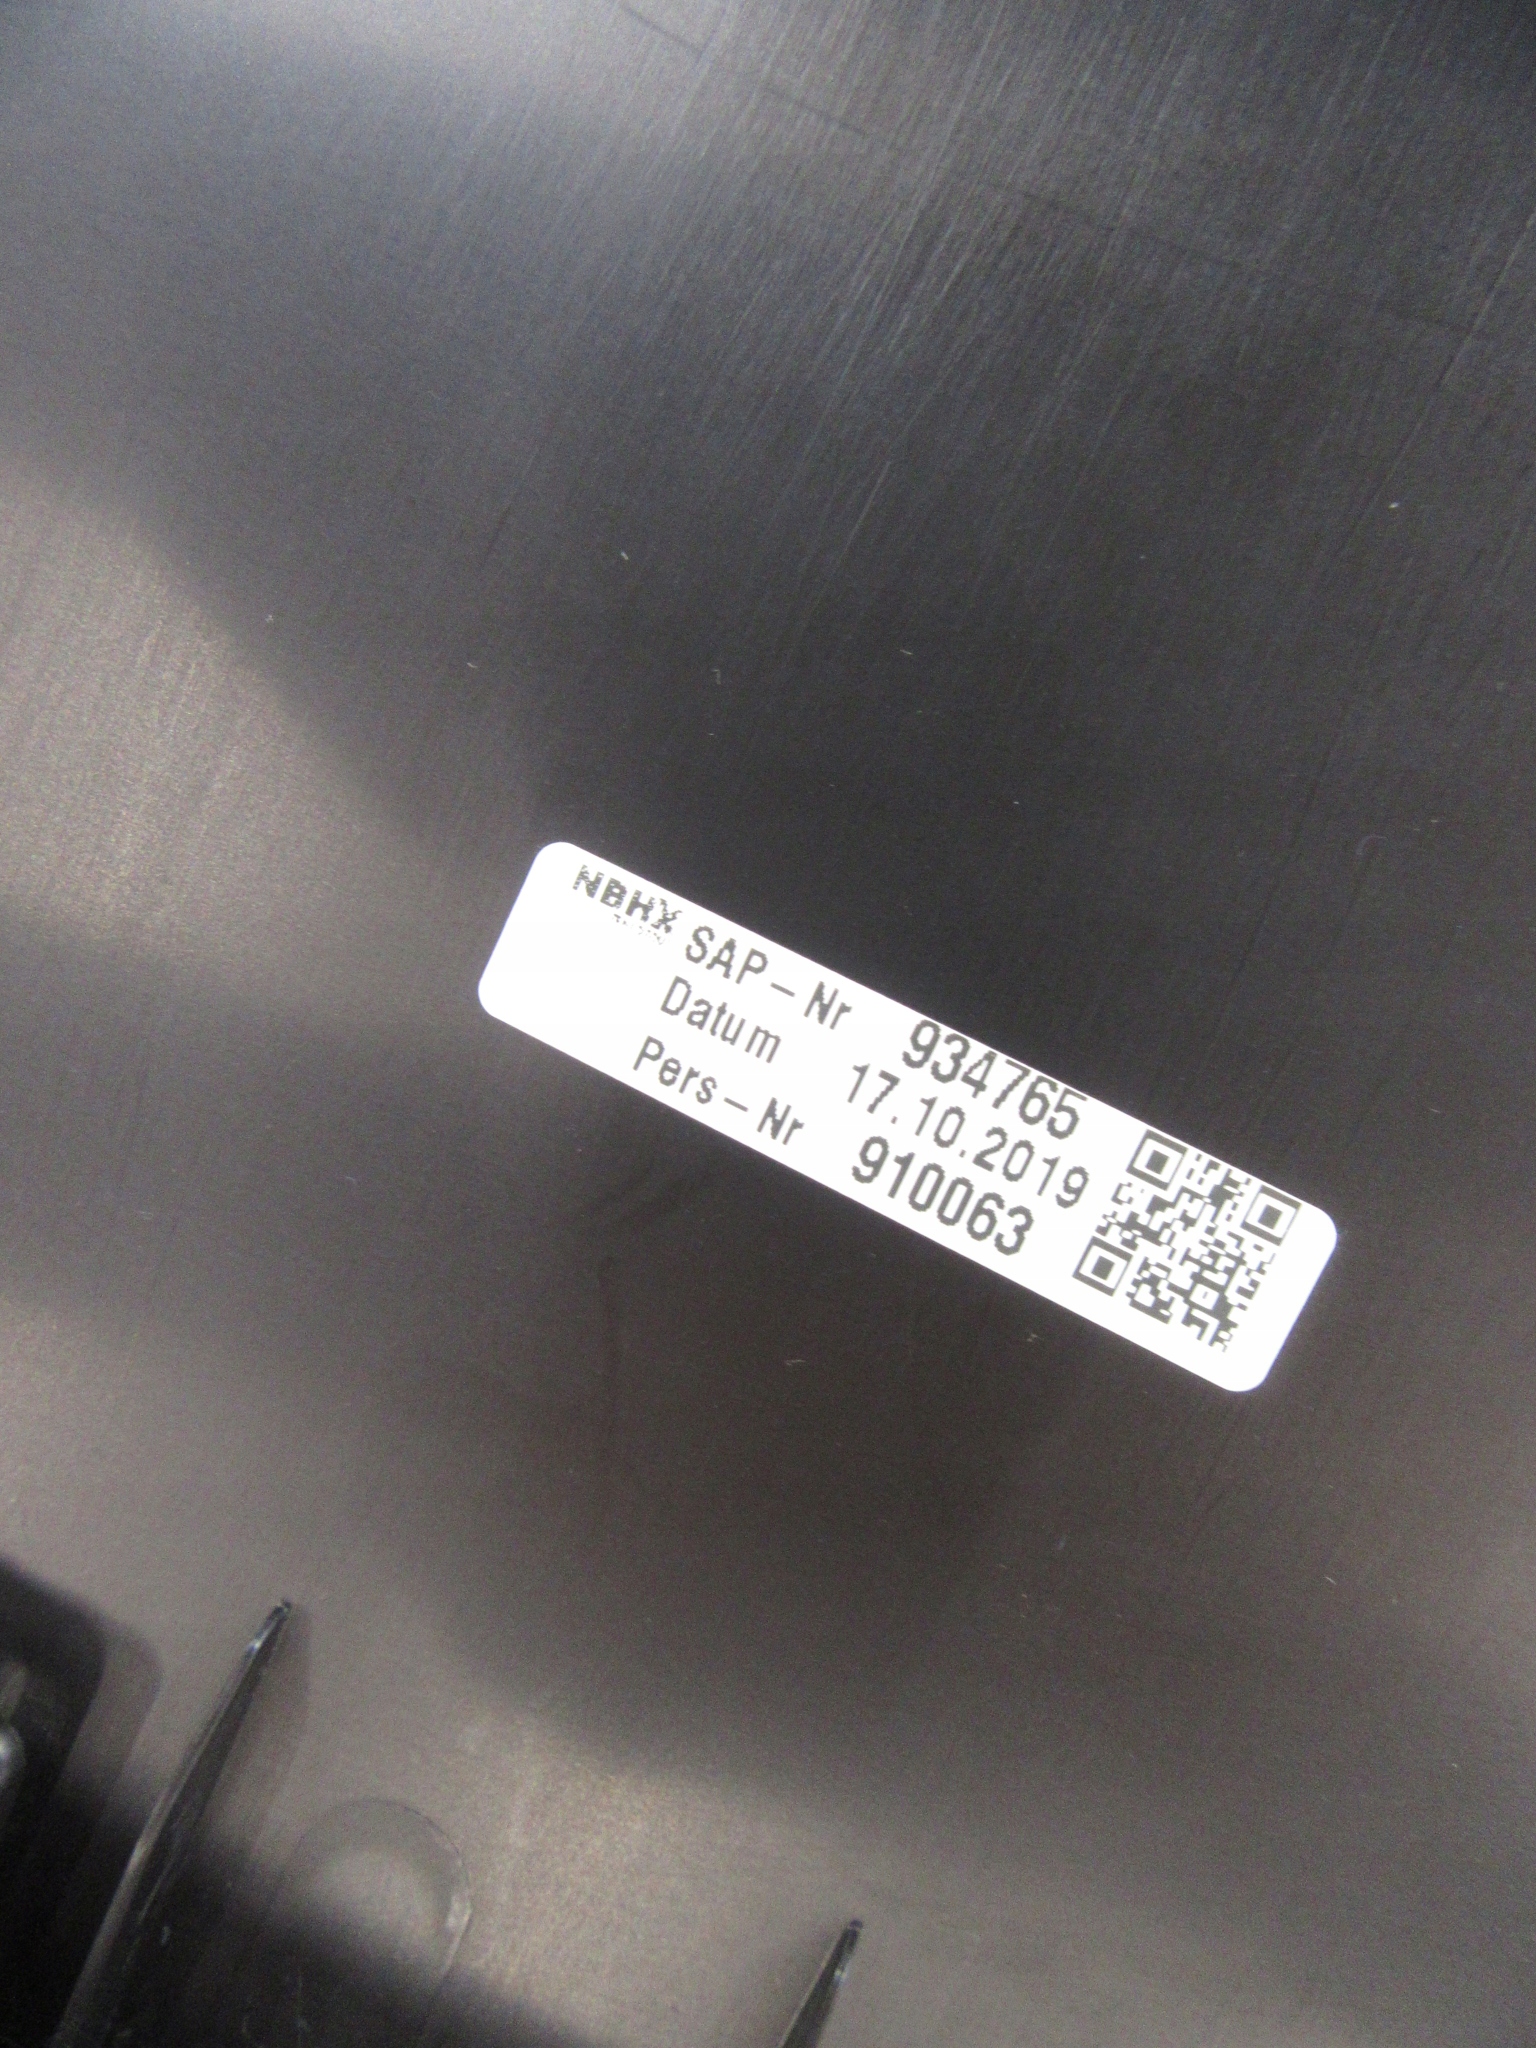 NBHX
SAP-Nr 934765
Datum 17.10.2019
Pers-Nr 910063